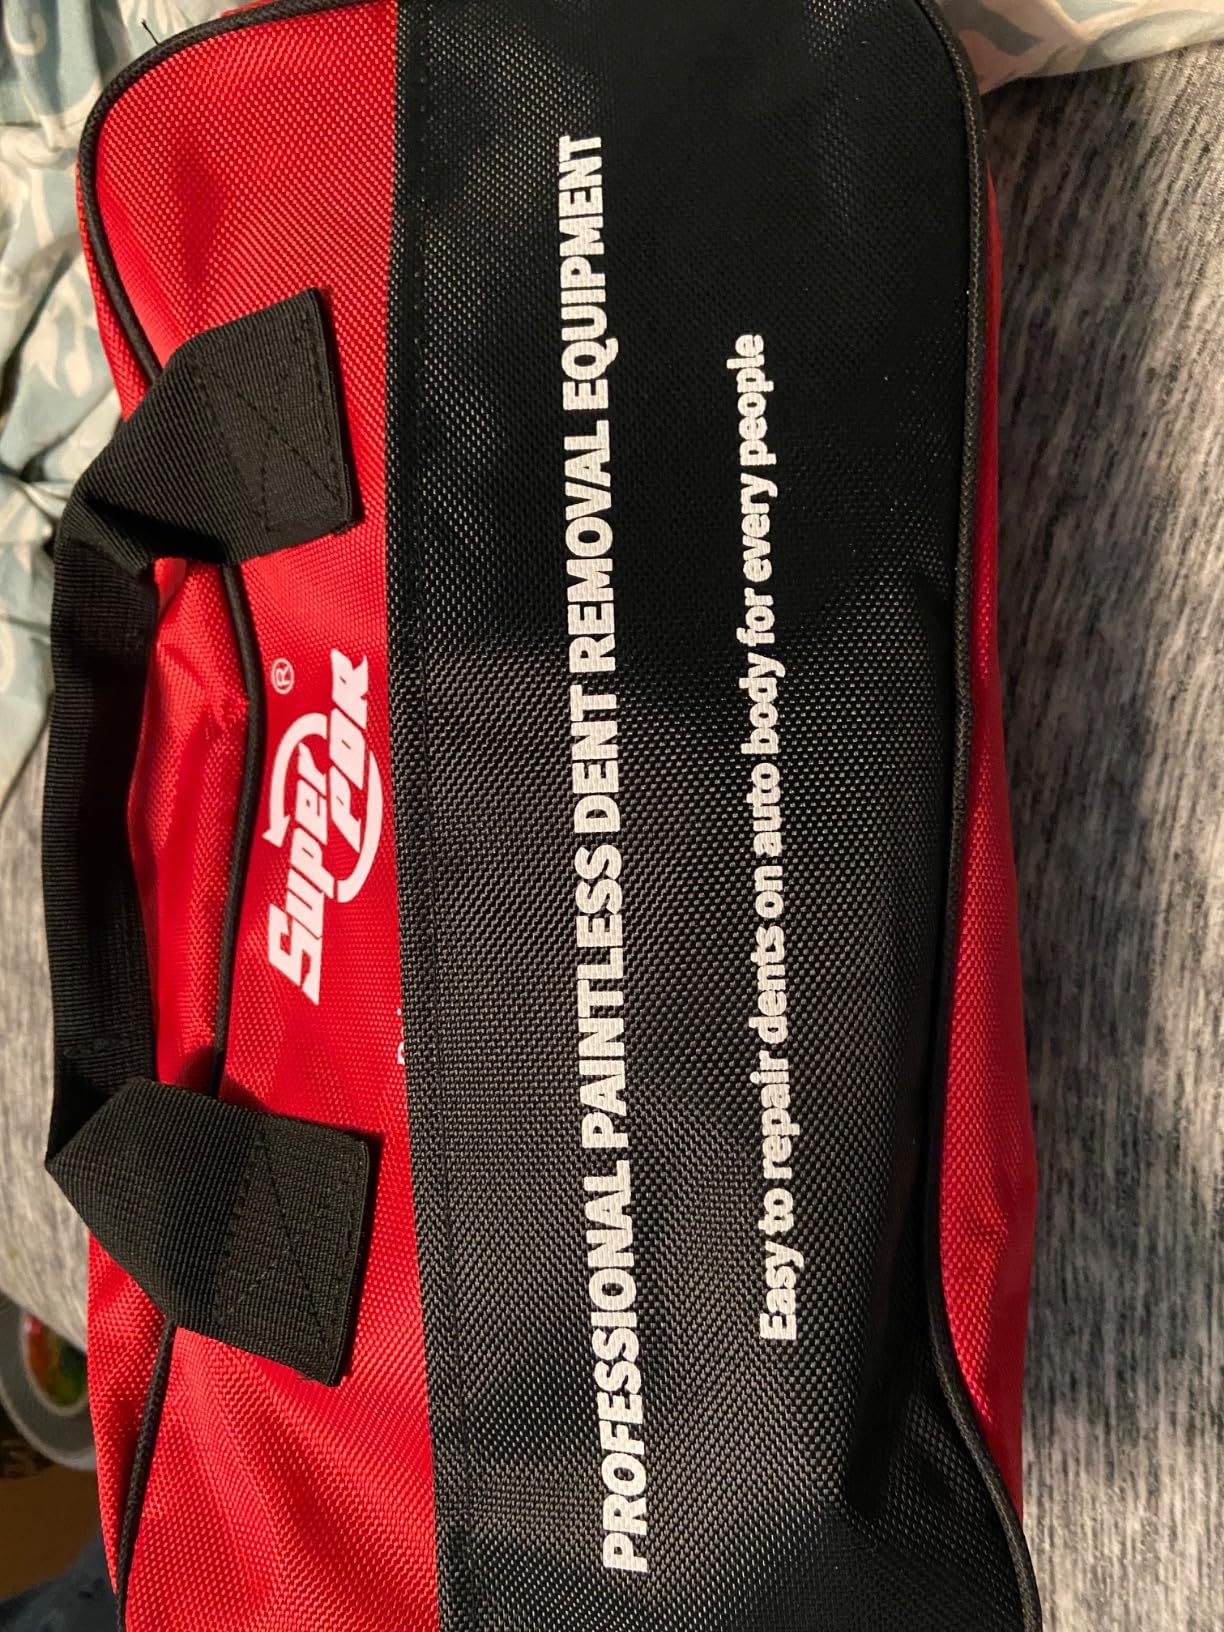 Super PDR®
PROFESSIONAL PAINTLESS DENT REMOVAL EQUIPMENT
Easy to repair dents on auto body for every people